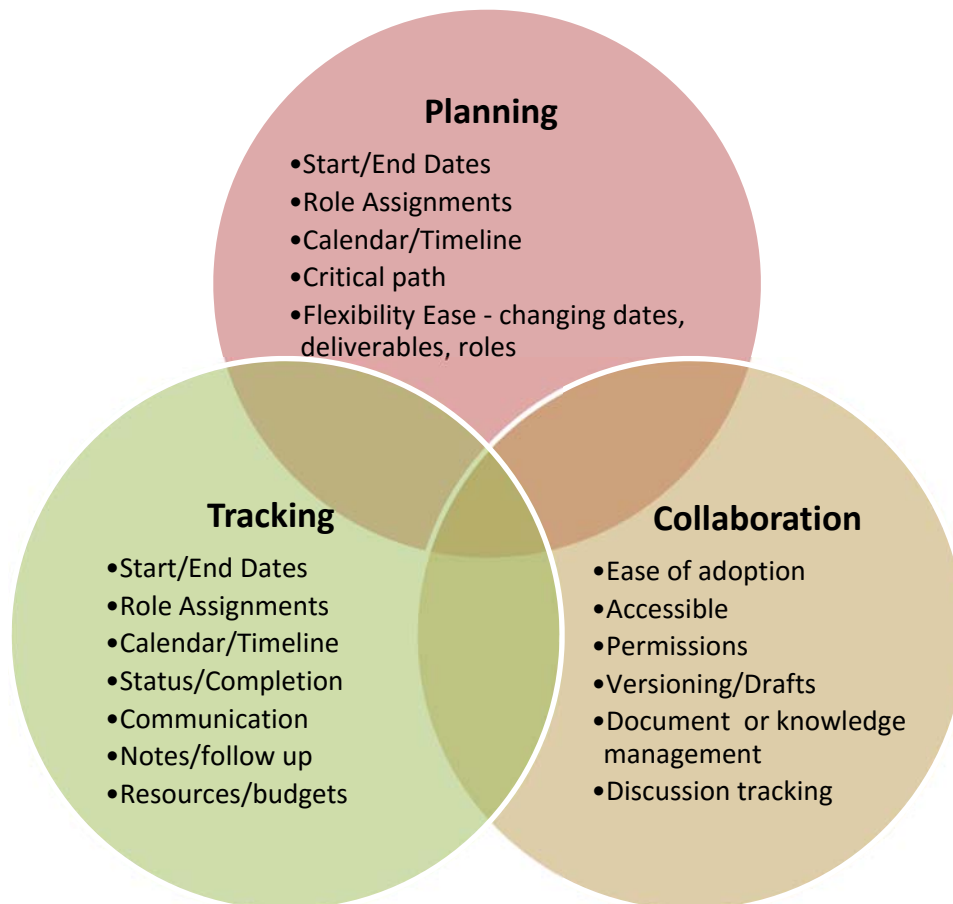 Planning
•Start/End Dates
•Role Assignments
•Calendar/Timeline
•Critical path
•Flexibility Ease - changing dates,
deliverables, roles
Tracking
•Start/End Dates
•Role Assignments
•Calendar/Timeline
•Status/Completion
•Communication
•Notes/follow up
•Resources/budgets
Collaboration
•Ease of adoption
•Accessible
•Permissions
•Versioning/Drafts
•Document  or knowledge
management
•Discussion tracking